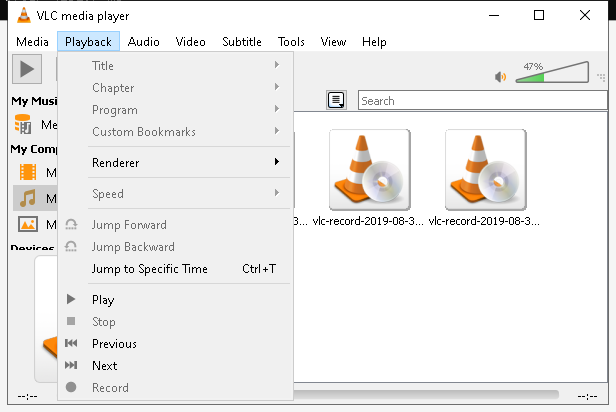 VLC media player
Media Playback Audio Video Subtitle Tools View Help
Title
Chapter
Program
Custom Bookmarks
Renderer
Speed
Jump Forward
Jump Backward
Jump to Specific Time Ctrl+T
Play
Stop
Previous
Next
Record
47%
Search
My Musi
Me
My Comp
M
M
M
Devices
3... vlc-record-2019-08-3... vlc-record-2019-08-3...
--:-- --:--